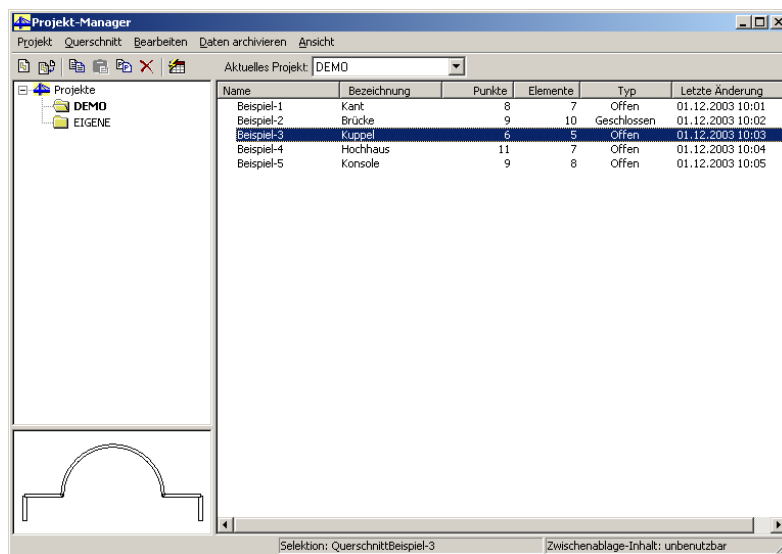 Projekt-Manager
Projekt Querschnitt Bearbeiten Daten archivieren Ansicht
Aktuelles Projekt: DEMO
Projekte
DEMO
EIGENE
Name Bezeichnung Punkte Elemente Typ Letzte Änderung
Beispiel-1 Kant 8 7 Offen 01.12.2003 10:01
Beispiel-2 Brücke 9 10 Geschlossen 01.12.2003 10:02
Beispiel-3 Kuppel 6 5 Offen 01.12.2003 10:03
Beispiel-4 Hochhaus 11 7 Offen 01.12.2003 10:04
Beispiel-5 Konsole 9 8 Offen 01.12.2003 10:05
Selektion: QuerschnittBeispiel-3 Zwischenablage-Inhalt: unbenutzbar